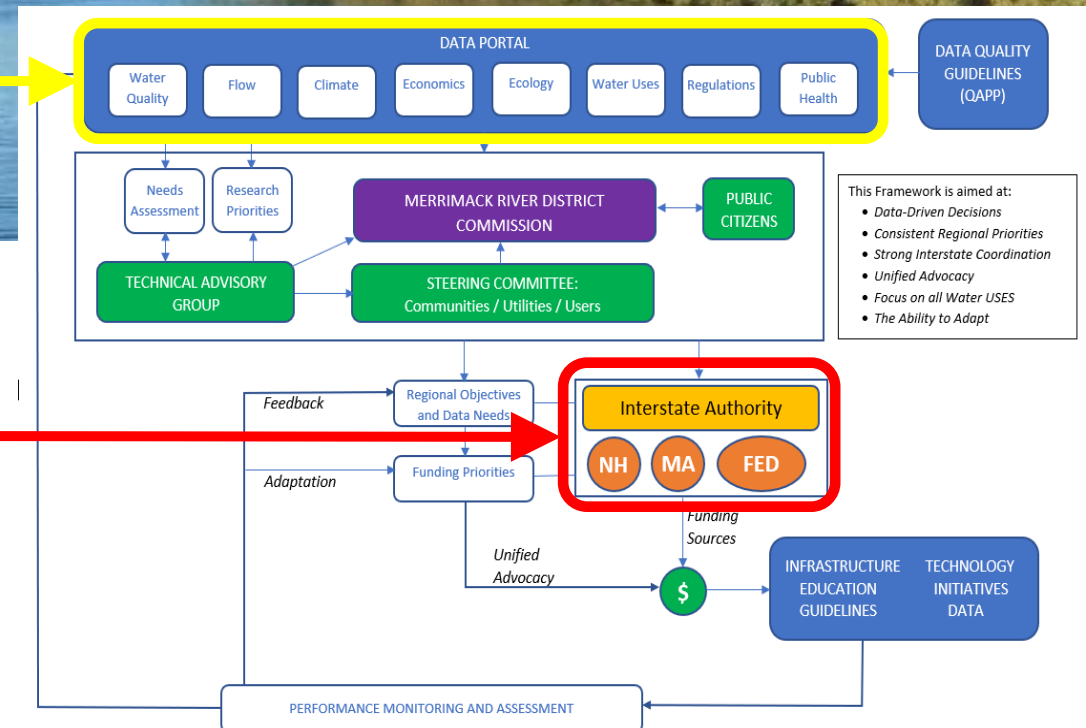 DATA PORTAL
Water
Quality
Flow
Climate
Economics
Ecology
Water Uses
Regulations
Public
Health
DATA QUALITY
GUIDELINES
(QAPP)
Needs
Assessment
Research
Priorities
MERRIMACK RIVER DISTRICT
COMMISSION
PUBLIC
CITIZENS
TECHNICAL ADVISORY
GROUP
STEERING COMMITTEE:
Communities / Utilities / Users
This Framework is aimed at:
• Data-Driven Decisions
• Consistent Regional Priorities
• Strong Interstate Coordination
• Unified Advocacy
• Focus on all Water USES
• The Ability to Adapt
Feedback
Regional Objectives
and Data Needs
Interstate Authority
NH
MA
FED
Adaptation
Funding Priorities
Funding
Sources
Unified
Advocacy
$
INFRASTRUCTURE
EDUCATION
GUIDELINES
TECHNOLOGY
INITIATIVES
DATA
PERFORMANCE MONITORING AND ASSESSMENT